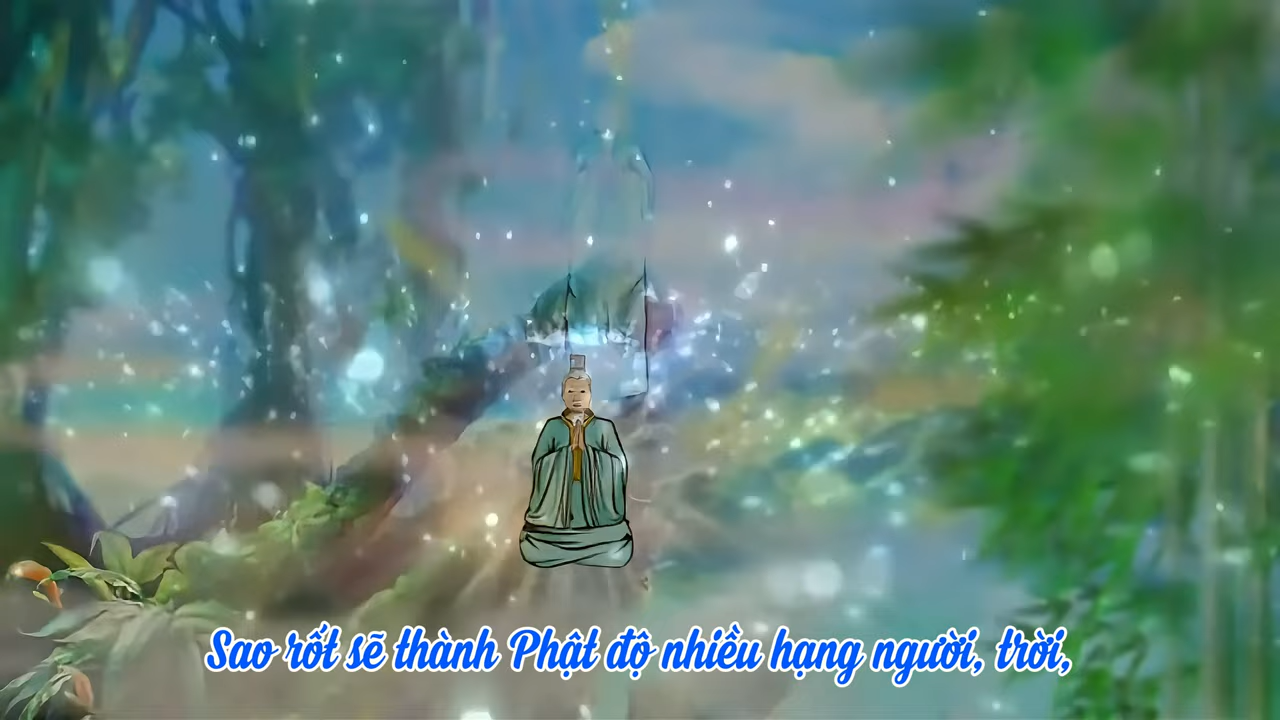 Sao rốt sẽ thành Phật độ nhiều hạng người, trời,